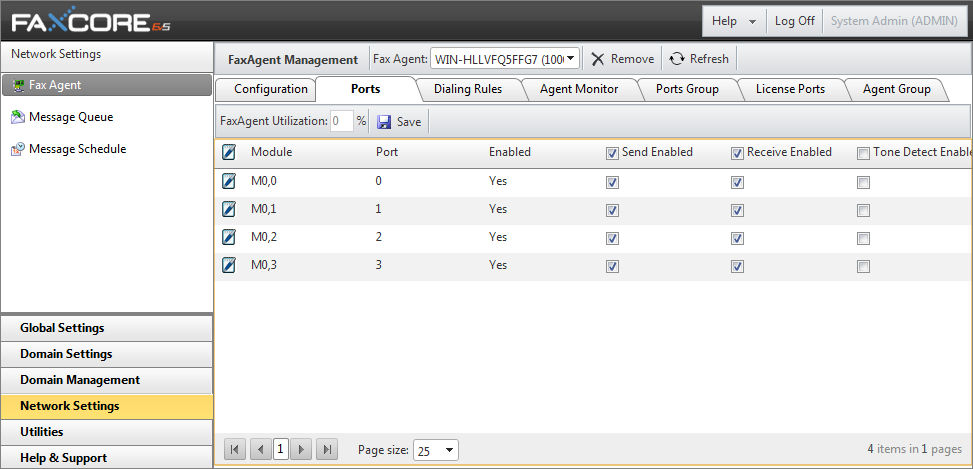 FAXCORE 6.5
Help Log Off System Admin (ADMIN)
Network Settings
Fax Agent
Message Queue
Message Schedule
Global Settings
Domain Settings
Domain Management
Network Settings
Utilities
Help & Support
FaxAgent Management Fax Agent: WIN-HLLVFQ5FFG7 (100 Remove Refresh
Configuration Ports Dialing Rules Agent Monitor Ports Group License Ports Agent Group
FaxAgent Utilization: 0 % Save
Module Port Enabled Send Enabled Receive Enabled Tone Detect Enable
M0,0 0 Yes
M0,1 1 Yes
M0,2 2 Yes
M0,3 3 Yes
1 Page size: 25 4 items in 1 pages